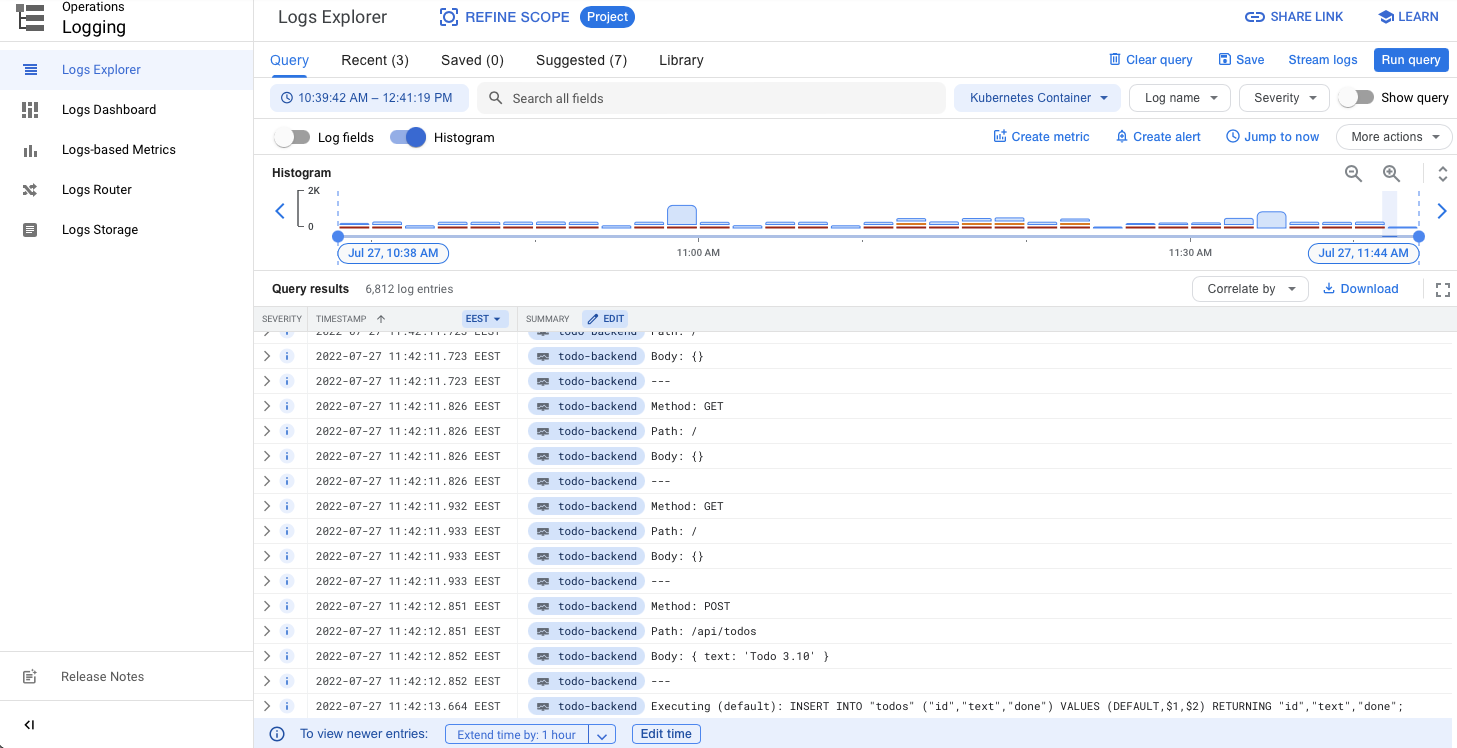 Operations
Logging
Logs Explorer
REFINE SCOPE
Project
SHARE LINK
LEARN
Logs Explorer
Logs Dashboard
Logs-based Metrics
Logs Router
Logs Storage
Release Notes
Query
Recent (3)
Saved (0)
Suggested (7)
Library
Clear query
Save
Stream logs
Run query
10:39:42 AM – 12:41:19 PM
Search all fields
Kubernetes Container
Log name
Severity
Show query
Log fields
Histogram
Create metric
Create alert
Jump to now
More actions
Histogram
2K
0
Jul 27, 10:38 AM
11:00 AM
11:30 AM
Jul 27, 11:44 AM
Query results
6,812 log entries
Correlate by
Download
SEVERITY
TIMESTAMP
EEST
SUMMARY
EDIT
2022-07-27 11:42:11.723 EEST todo-backend Path: /
2022-07-27 11:42:11.723 EEST todo-backend Body: {}
2022-07-27 11:42:11.723 EEST todo-backend ---
2022-07-27 11:42:11.826 EEST todo-backend Method: GET
2022-07-27 11:42:11.826 EEST todo-backend Path: /
2022-07-27 11:42:11.826 EEST todo-backend Body: {}
2022-07-27 11:42:11.826 EEST todo-backend ---
2022-07-27 11:42:11.932 EEST todo-backend Method: GET
2022-07-27 11:42:11.933 EEST todo-backend Path: /
2022-07-27 11:42:11.933 EEST todo-backend Body: {}
2022-07-27 11:42:11.933 EEST todo-backend ---
2022-07-27 11:42:12.851 EEST todo-backend Method: POST
2022-07-27 11:42:12.851 EEST todo-backend Path: /api/todos
2022-07-27 11:42:12.852 EEST todo-backend Body: { text: 'Todo 3.10' }
2022-07-27 11:42:12.852 EEST todo-backend ---
2022-07-27 11:42:13.664 EEST todo-backend Executing (default): INSERT INTO "todos" ("id","text","done") VALUES (DEFAULT,$1,$2) RETURNING "id","text","done";
To view newer entries:
Extend time by: 1 hour
Edit time